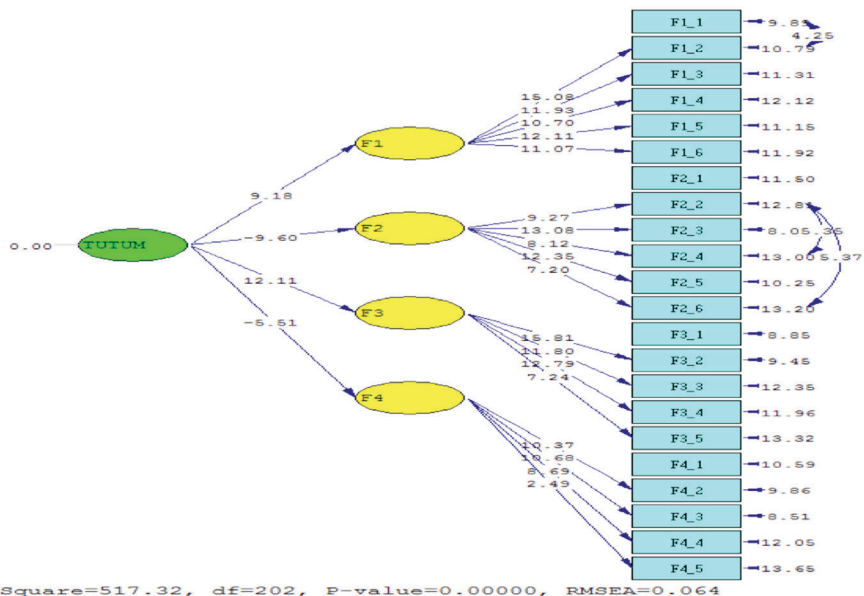 F1_1 9.85
4.25
F1_2 10.79
F1_3 11.31
15.08
11.93
F1_4 12.12
10.70
12.11
F1_5 11.15
F1
11.07
F1_6 11.92
F2_1 11.50
9.18
F2_2
9.27
F2
13.08
F2_3
-9.60
8.12
0.00 TUTUM
12.35
F2_4 13.00 5.37
7.20
12.11
F2_5 10.25
F2_6 13.20
F3
-5.51
15.81
F3_1 8.85
11.80
F3_2 9.45
12.79
7.24
F3_3 12.35
F4
F3_4 11.96
F3_5 13.32
10.37
10.68
F4_1 10.59
8.69
2.49
F4_2 9.86
F4_3 8.51
F4_4 12.05
F4_5 13.65
Square=517.32, df=202, P-value=0.00000, RMSEA=0.064